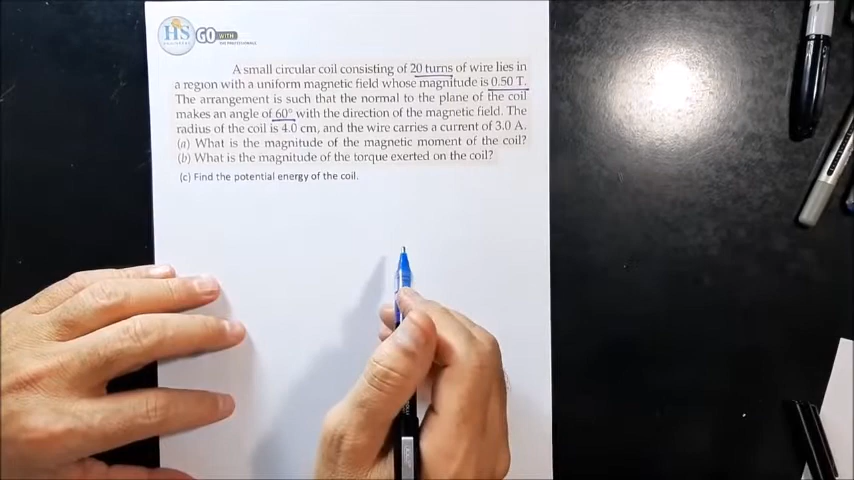 HS
ENGINEERS
GO WITH
A small circular coil consisting of 20 turns of wire lies in
a region with a uniform magnetic field whose magnitude is 0.50 T.
The arrangement is such that the normal to the plane of the coil
makes an angle of 60° with the direction of the magnetic field. The
radius of the coil is 4.0 cm, and the wire carries a current of 3.0 A.
(a) What is the magnitude of the magnetic moment of the coil?
(b) What is the magnitude of the torque exerted on the coil?
(c) Find the potential energy of the coil.